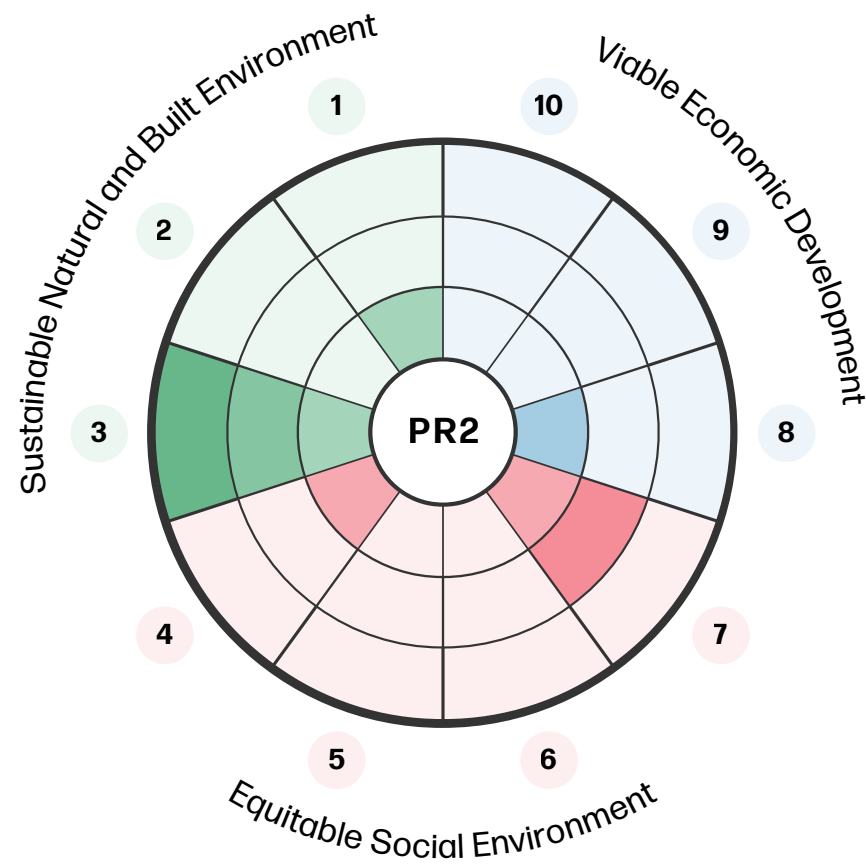 Sustainable Natural and Built Environment
Viable Economic Development
1
10
2
9
3
PR2
8
4
7
5
6
Equitable Social Environment